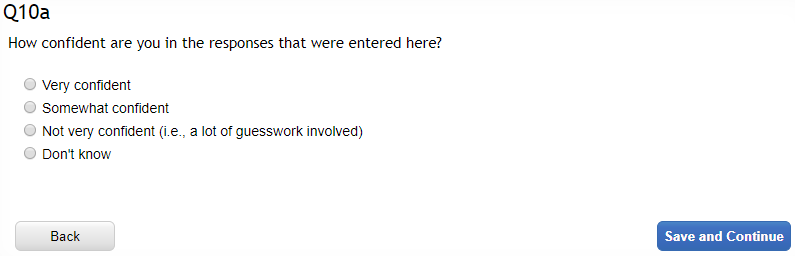 Q10a
How confident are you in the responses that were entered here?
Very confident
Somewhat confident
Not very confident (i.e., a lot of guesswork involved)
Don't know
Back
Save and Continue